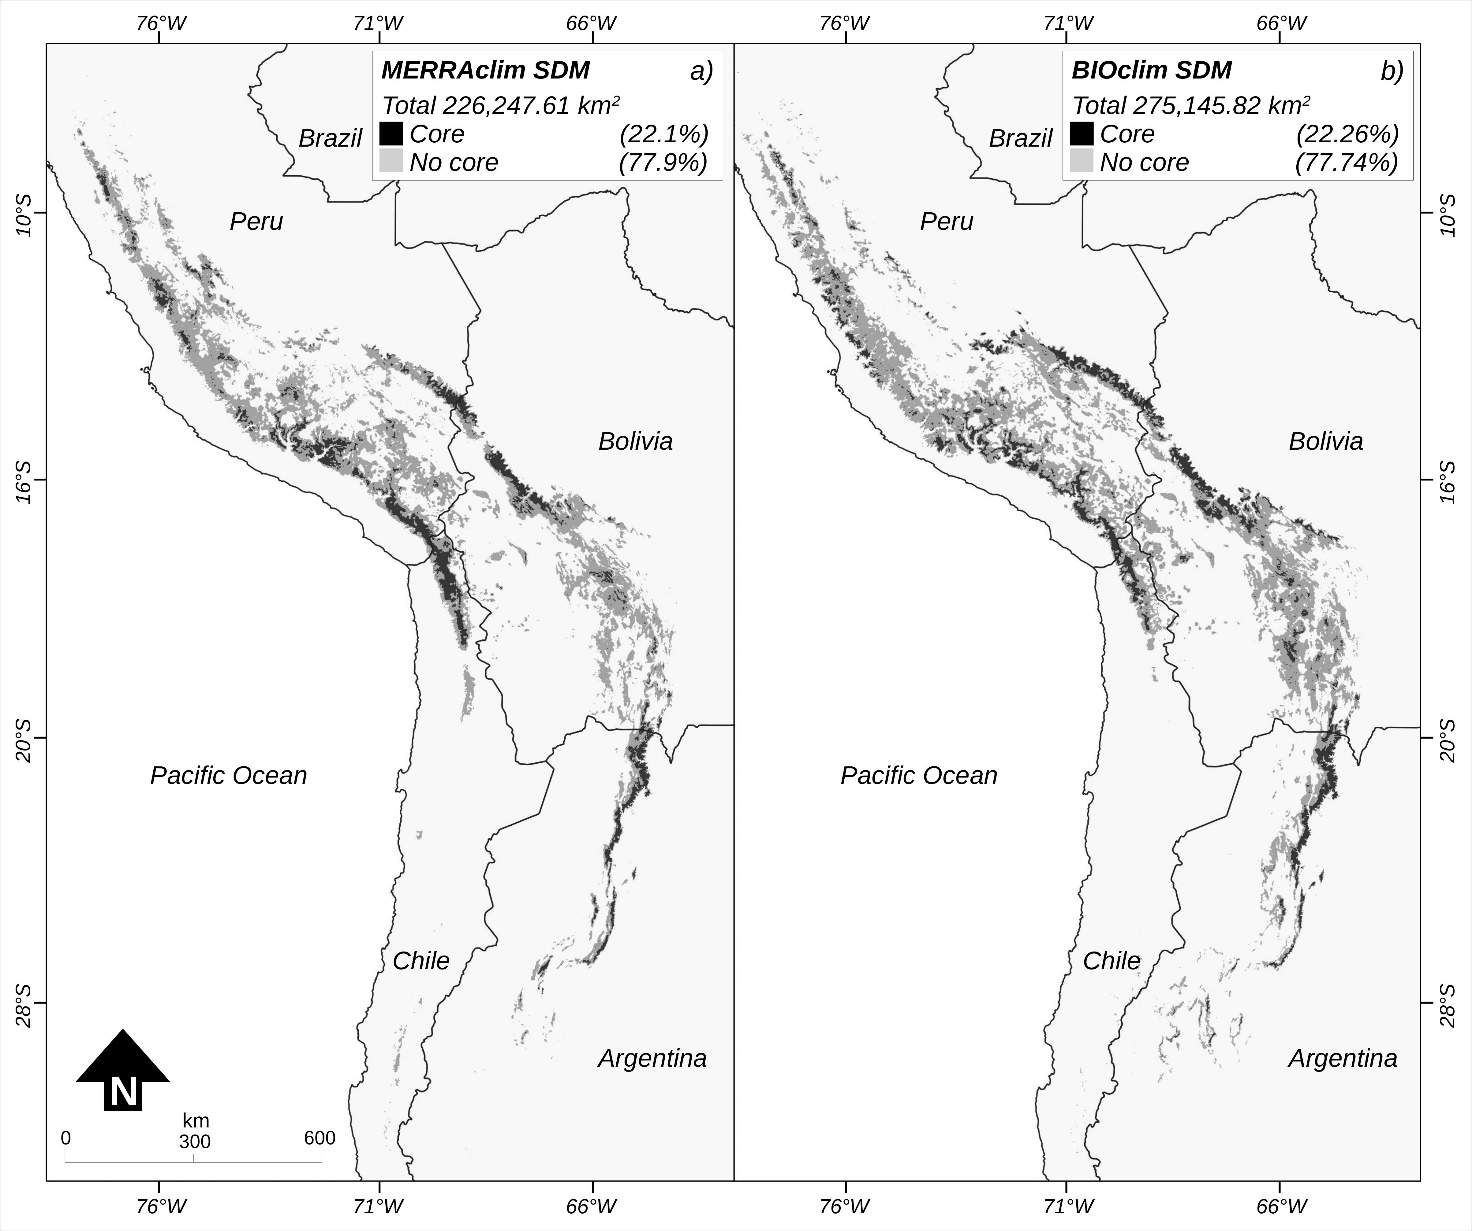 76°W 71°W 66°W 76°W 71°W 66°W
MERRAclim SDM a)
Total 226,247.61 km²
Core (22.1%)
No core (77.9%)
BIOclim SDM b)
Total 275,145.82 km²
Core (22.26%)
No core (77.74%)
Brazil
Brazil
10°S
Peru
Peru
10°S
Bolivia
Bolivia
16°S
16°S
20°S
20°S
Pacific Ocean
Pacific Ocean
Chile
Chile
28°S
28°S
Argentina
Argentina
N
km
0 300 600
76°W 71°W 66°W 76°W 71°W 66°W